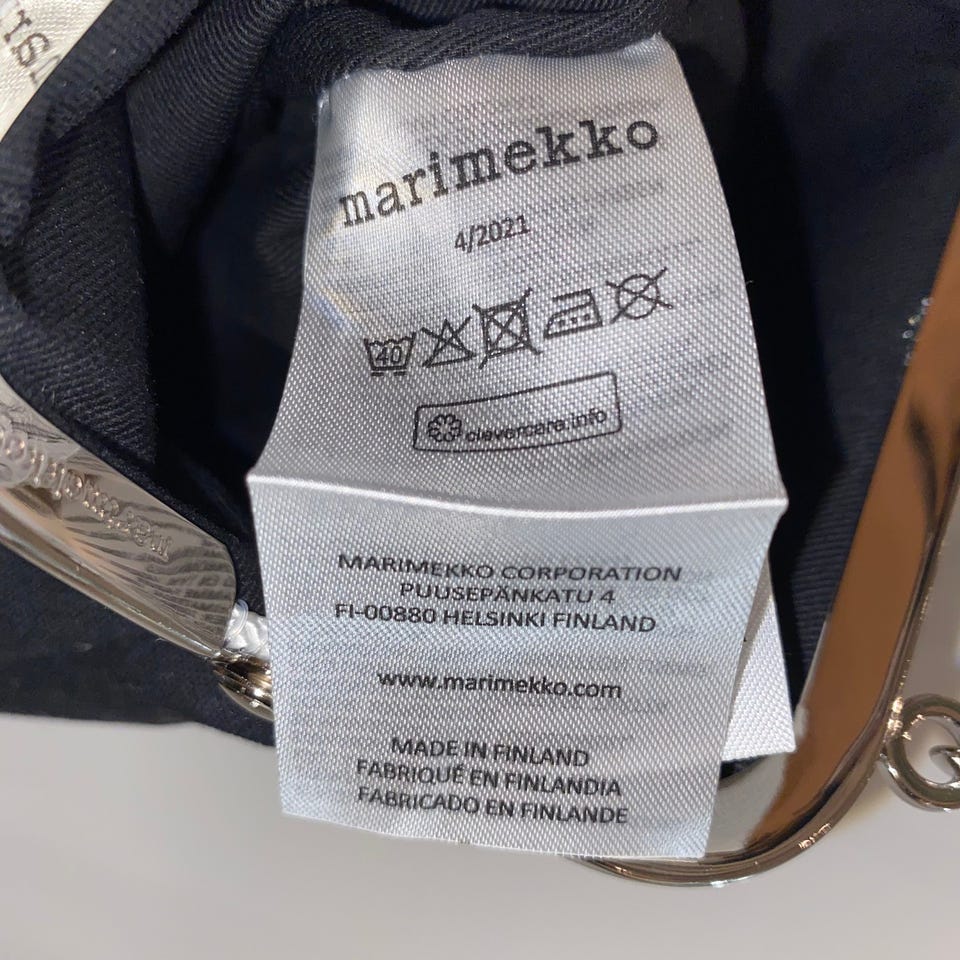 marimekko
4/2021
40
clevercare.info
MARIMEKKO CORPORATION
PUUSEPÄNKATU 4
FI-00880 HELSINKI FINLAND
www.marimekko.com
MADE IN FINLAND
FABRIQUÉ EN FINLANDIA
FABRICADO EN FINLANDE